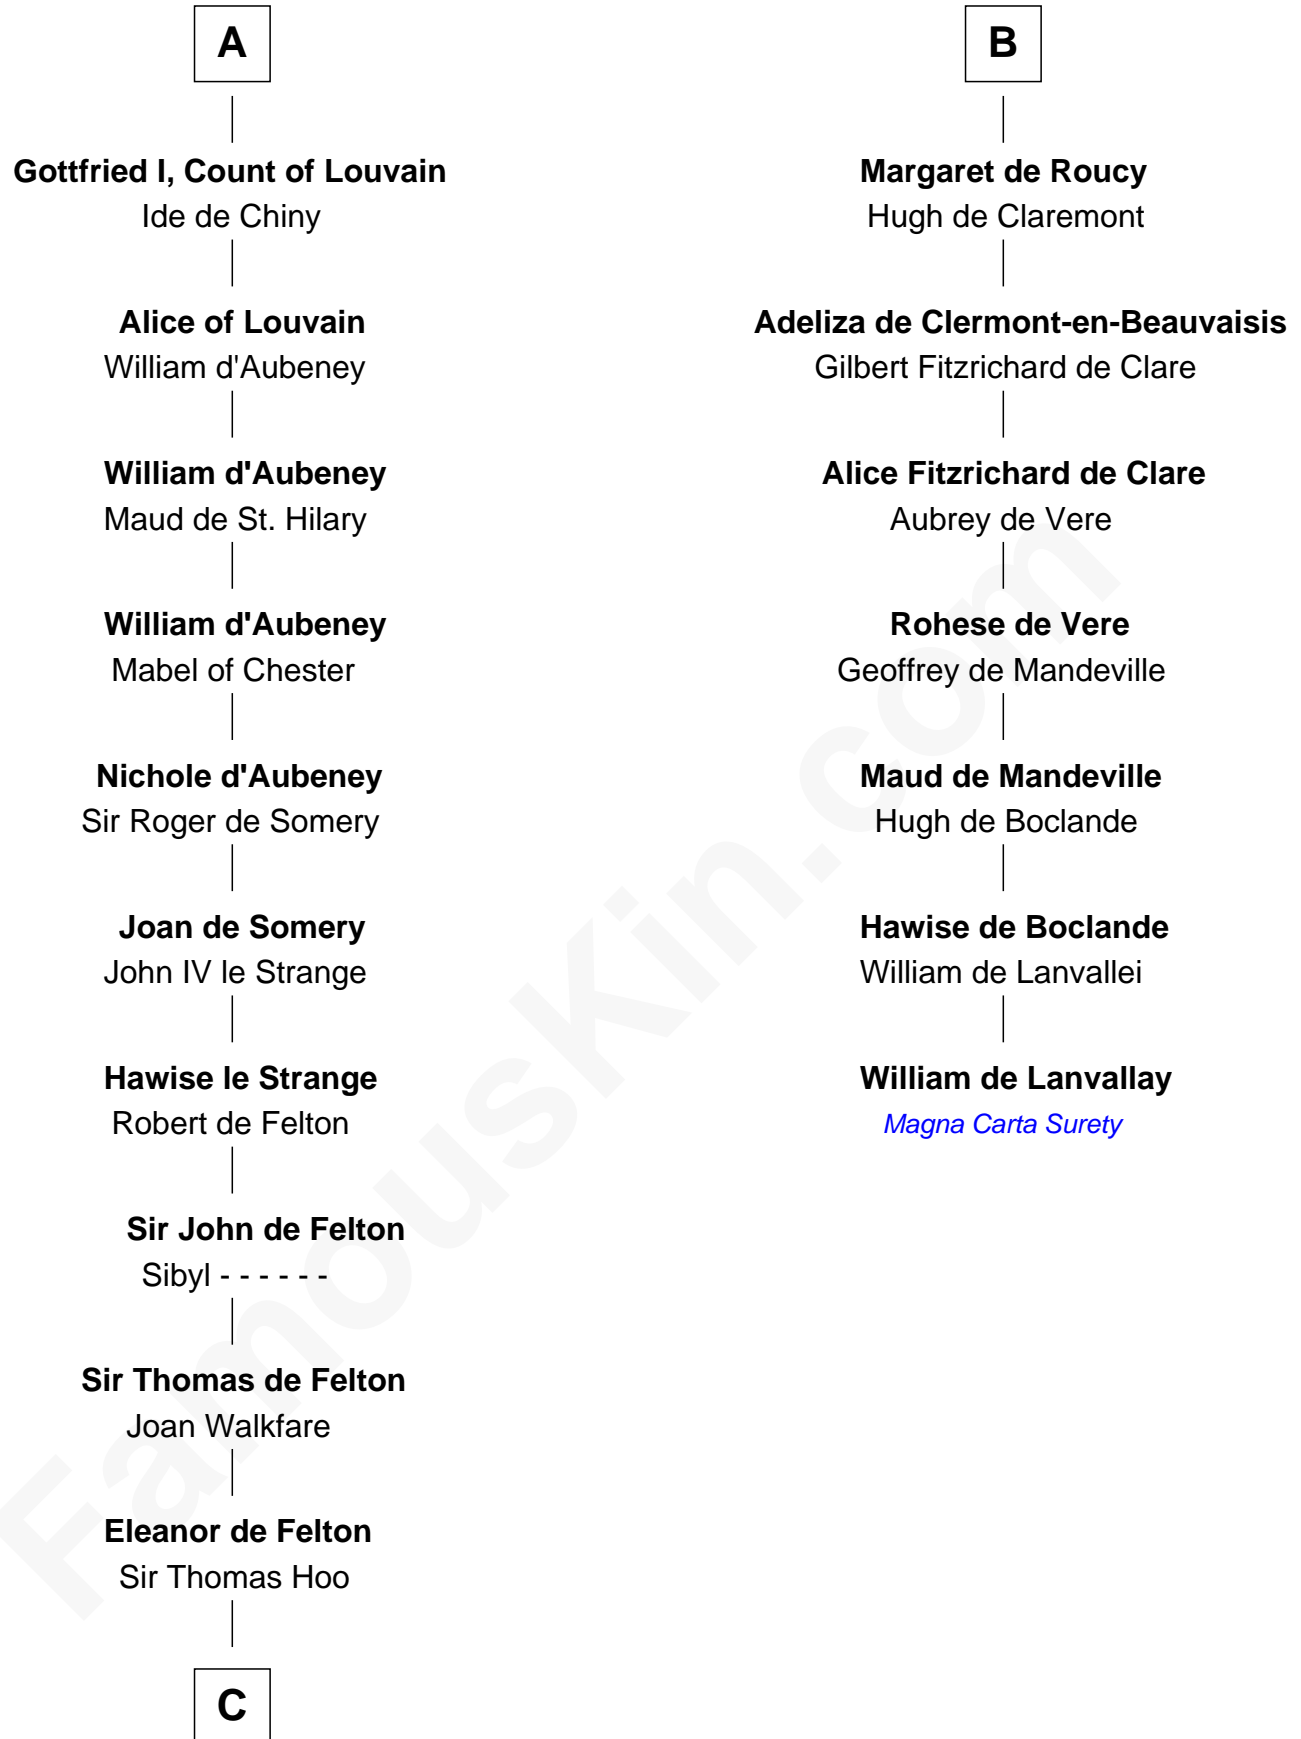 A
Gottfried I, Count of Louvain
Ide de Chiny
Alice of Louvain
William d'Aubeney
William d'Aubeney
Maud de St. Hilary
William d'Aubeney
Mabel of Chester
Nichole d'Aubeney
Sir Roger de Somery
Joan de Somery
John IV le Strange
Hawise le Strange
Robert de Felton
Sir John de Felton
Sibyl - - - - - -
Sir Thomas de Felton
Joan Walkfare
Eleanor de Felton
Sir Thomas Hoo
C
B
Margaret de Roucy
Hugh de Claremont
Adeliza de Clermont-en-Beauvaisis
Gilbert Fitzrichard de Clare
Alice Fitzrichard de Clare
Aubrey de Vere
Rohese de Vere
Geoffrey de Mandeville
Maud de Mandeville
Hugh de Boclande
Hawise de Boclande
William de Lanvallei
William de Lanvallay
Magna Carta Surety
FamousKin.com